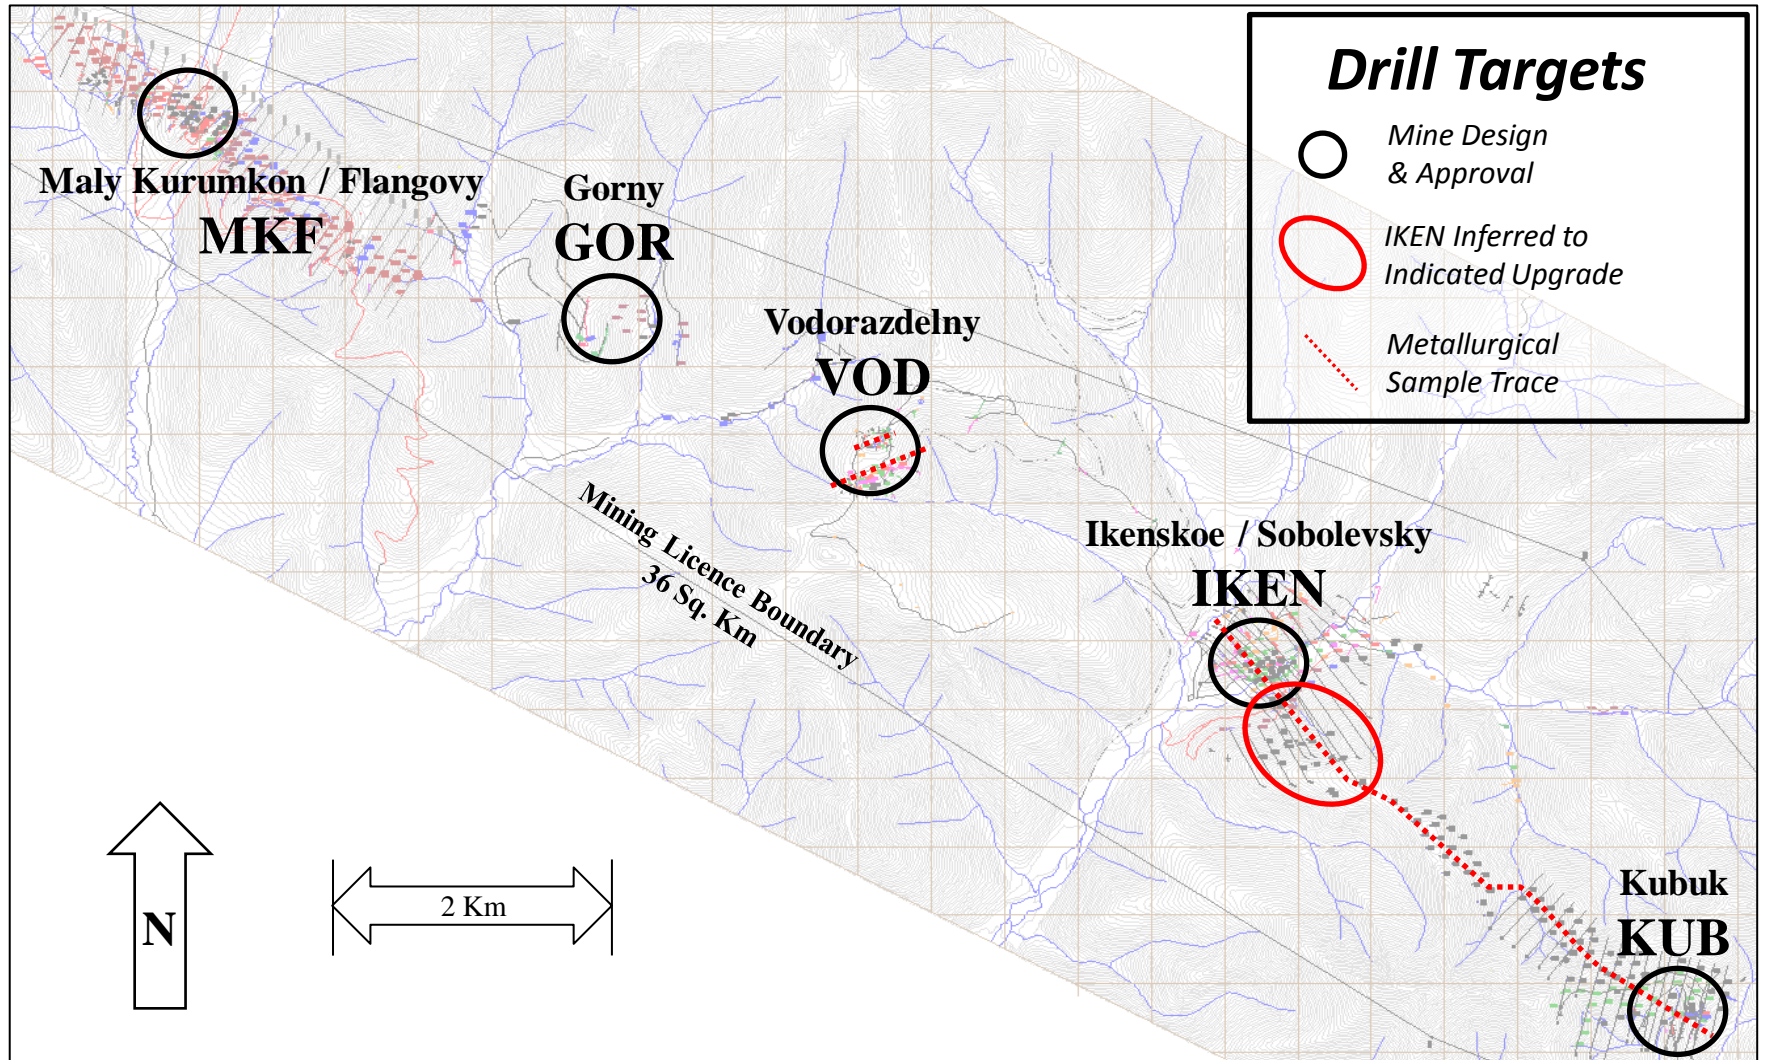 Drill Targets
Mine Design
& Approval
IKEN Inferred to
Indicated Upgrade
Metallurgical
Sample Trace
Maly Kurumkon / Flangovy
MKF
Gorny
GOR
Vodorazdelny
VOD
Ikenskoe / Sobolevsky
IKEN
Mining Licence Boundary
36 Sq. Km
Kubuk
KUB
N
2 Km